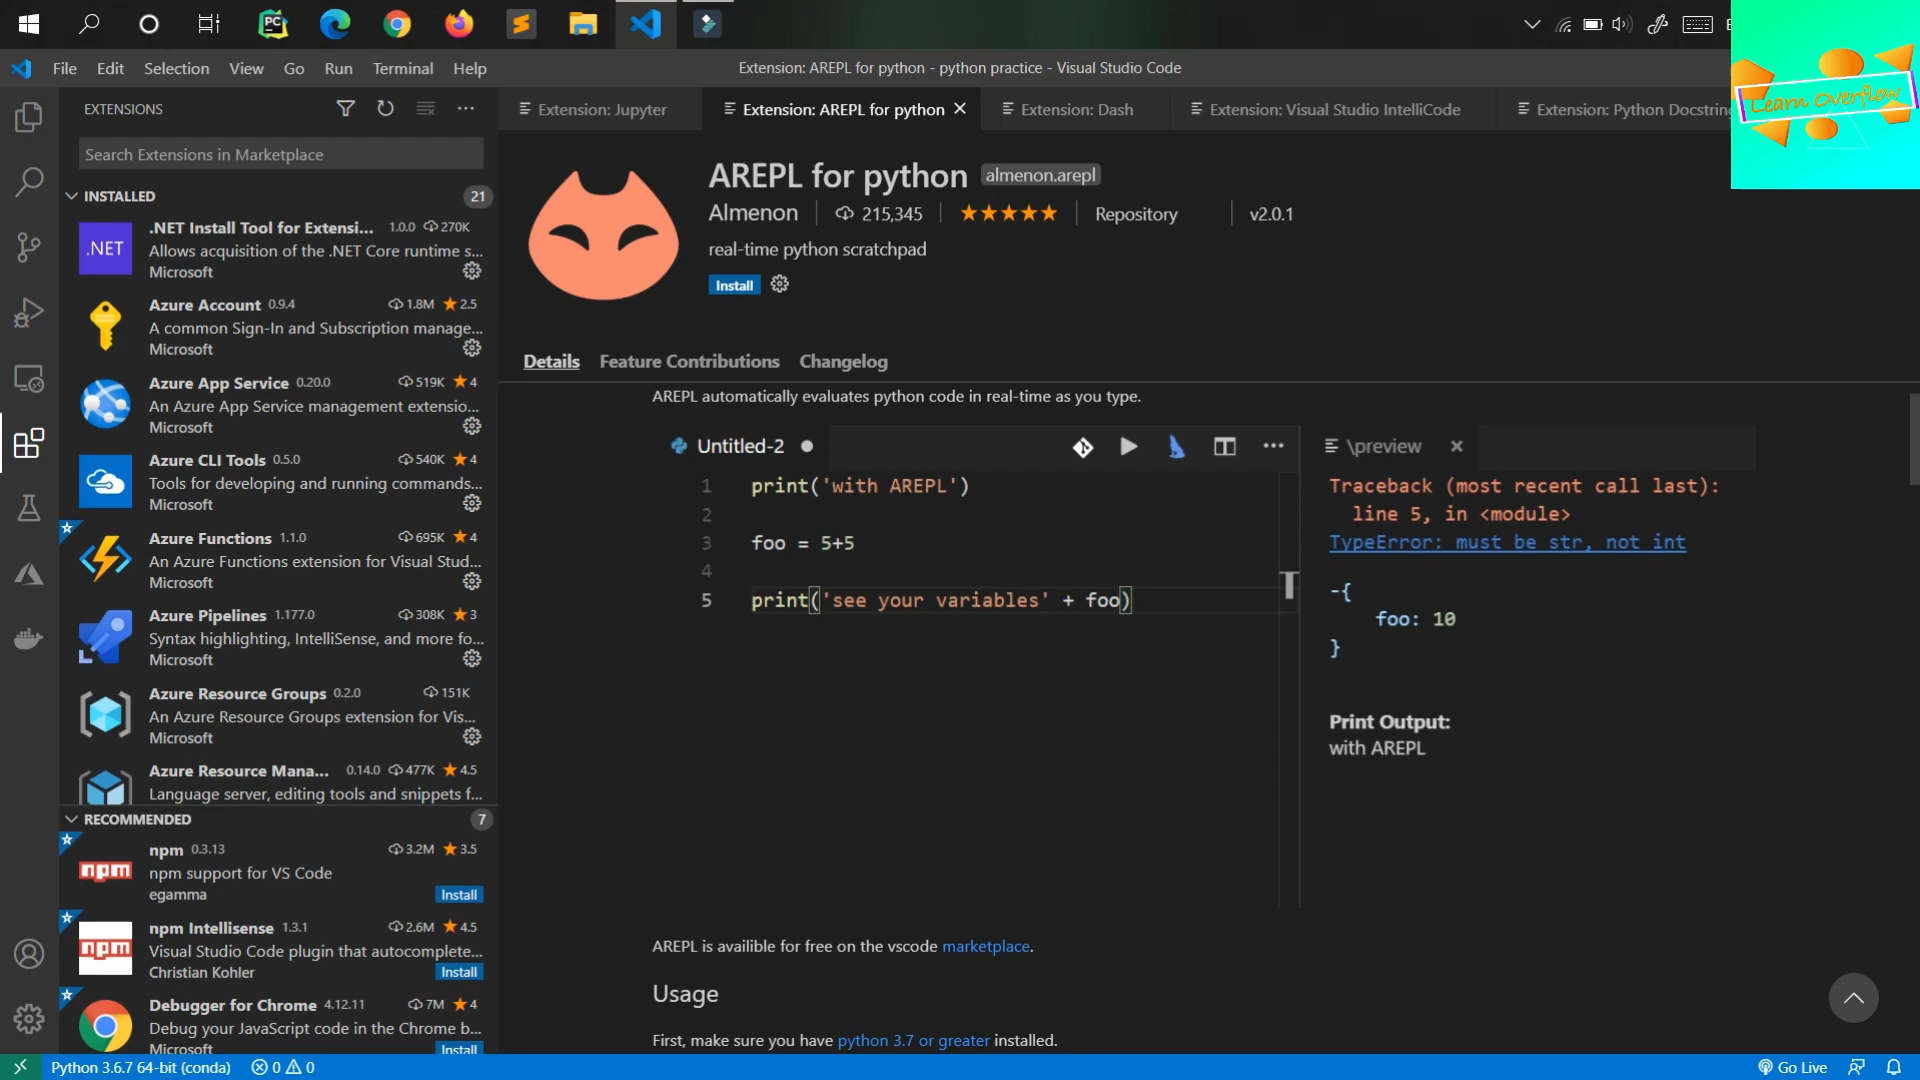 PC
File Edit Selection View Go Run Terminal Help
Extension: AREPL for python - python practice - Visual Studio Code
Learn Overflow
EXTENSIONS
Extension: Jupyter
Extension: AREPL for python
Extension: Dash
Extension: Visual Studio IntelliCode
Extension: Python Docstring
Search Extensions in Marketplace
INSTALLED 21
.NET
.NET Install Tool for Extensi... 1.0.0 270K
Allows acquisition of the .NET Core runtime s...
Microsoft
Azure Account 0.9.4 1.8M 2.5
A common Sign-In and Subscription manage...
Microsoft
Azure App Service 0.20.0 519K 4
An Azure App Service management extensio...
Microsoft
Azure CLI Tools 0.5.0 540K 4
Tools for developing and running commands...
Microsoft
Azure Functions 1.1.0 695K 4
An Azure Functions extension for Visual Stud...
Microsoft
Azure Pipelines 1.177.0 308K 3
Syntax highlighting, IntelliSense, and more fo...
Microsoft
Azure Resource Groups 0.2.0 151K
An Azure Resource Groups extension for Vis...
Microsoft
Azure Resource Mana... 0.14.0 477K 4.5
Language server, editing tools and snippets f...
RECOMMENDED 7
npm
npm 0.3.13 3.2M 3.5
npm support for VS Code
egamma Install
npm
npm Intellisense 1.3.1 2.6M 4.5
Visual Studio Code plugin that autocomplete...
Christian Kohler Install
Debugger for Chrome 4.12.11 7M 4
Debug your JavaScript code in the Chrome b...
Microsoft Install
AREPL for python almenon.arepl
Almenon 215,345 Repository v2.0.1
real-time python scratchpad
Install
Details Feature Contributions Changelog
AREPL automatically evaluates python code in real-time as you type.
Untitled-2
1 print('with AREPL')
2
3 foo = 5+5
4
5 print('see your variables' + foo)
\preview
Traceback (most recent call last):
line 5, in <module>
TypeError: must be str, not int
-{
foo: 10
}
Print Output:
with AREPL
AREPL is availible for free on the vscode marketplace.
Usage
First, make sure you have python 3.7 or greater installed.
Python 3.6.7 64-bit (conda) 0 0 Go Live